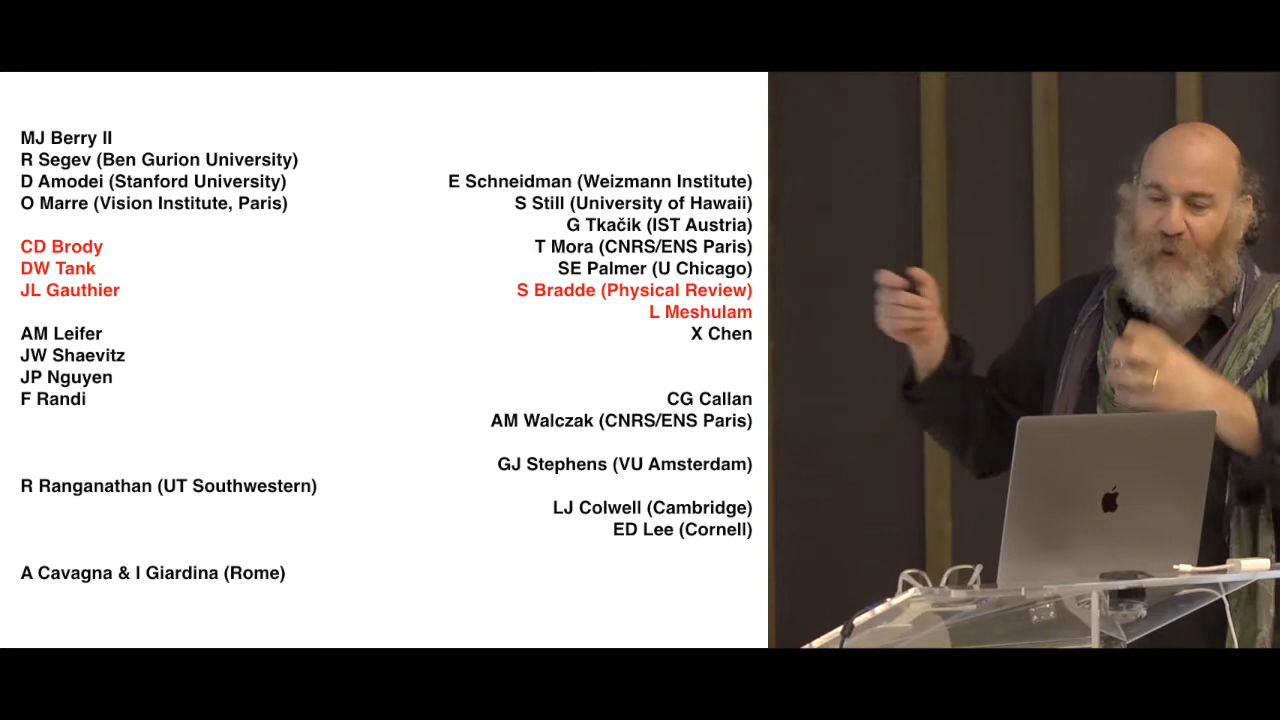 MJ Berry II
R Segev (Ben Gurion University)
D Amodei (Stanford University)
O Marre (Vision Institute, Paris)
CD Brody
DW Tank
JL Gauthier
AM Leifer
JW Shaevitz
JP Nguyen
F Randi
R Ranganathan (UT Southwestern)
A Cavagna & I Giardina (Rome)
E Schneidman (Weizmann Institute)
S Still (University of Hawaii)
G Tkačik (IST Austria)
T Mora (CNRS/ENS Paris)
SE Palmer (U Chicago)
S Bradde (Physical Review)
L Meshulam
X Chen
CG Callan
AM Walczak (CNRS/ENS Paris)
GJ Stephens (VU Amsterdam)
LJ Colwell (Cambridge)
ED Lee (Cornell)